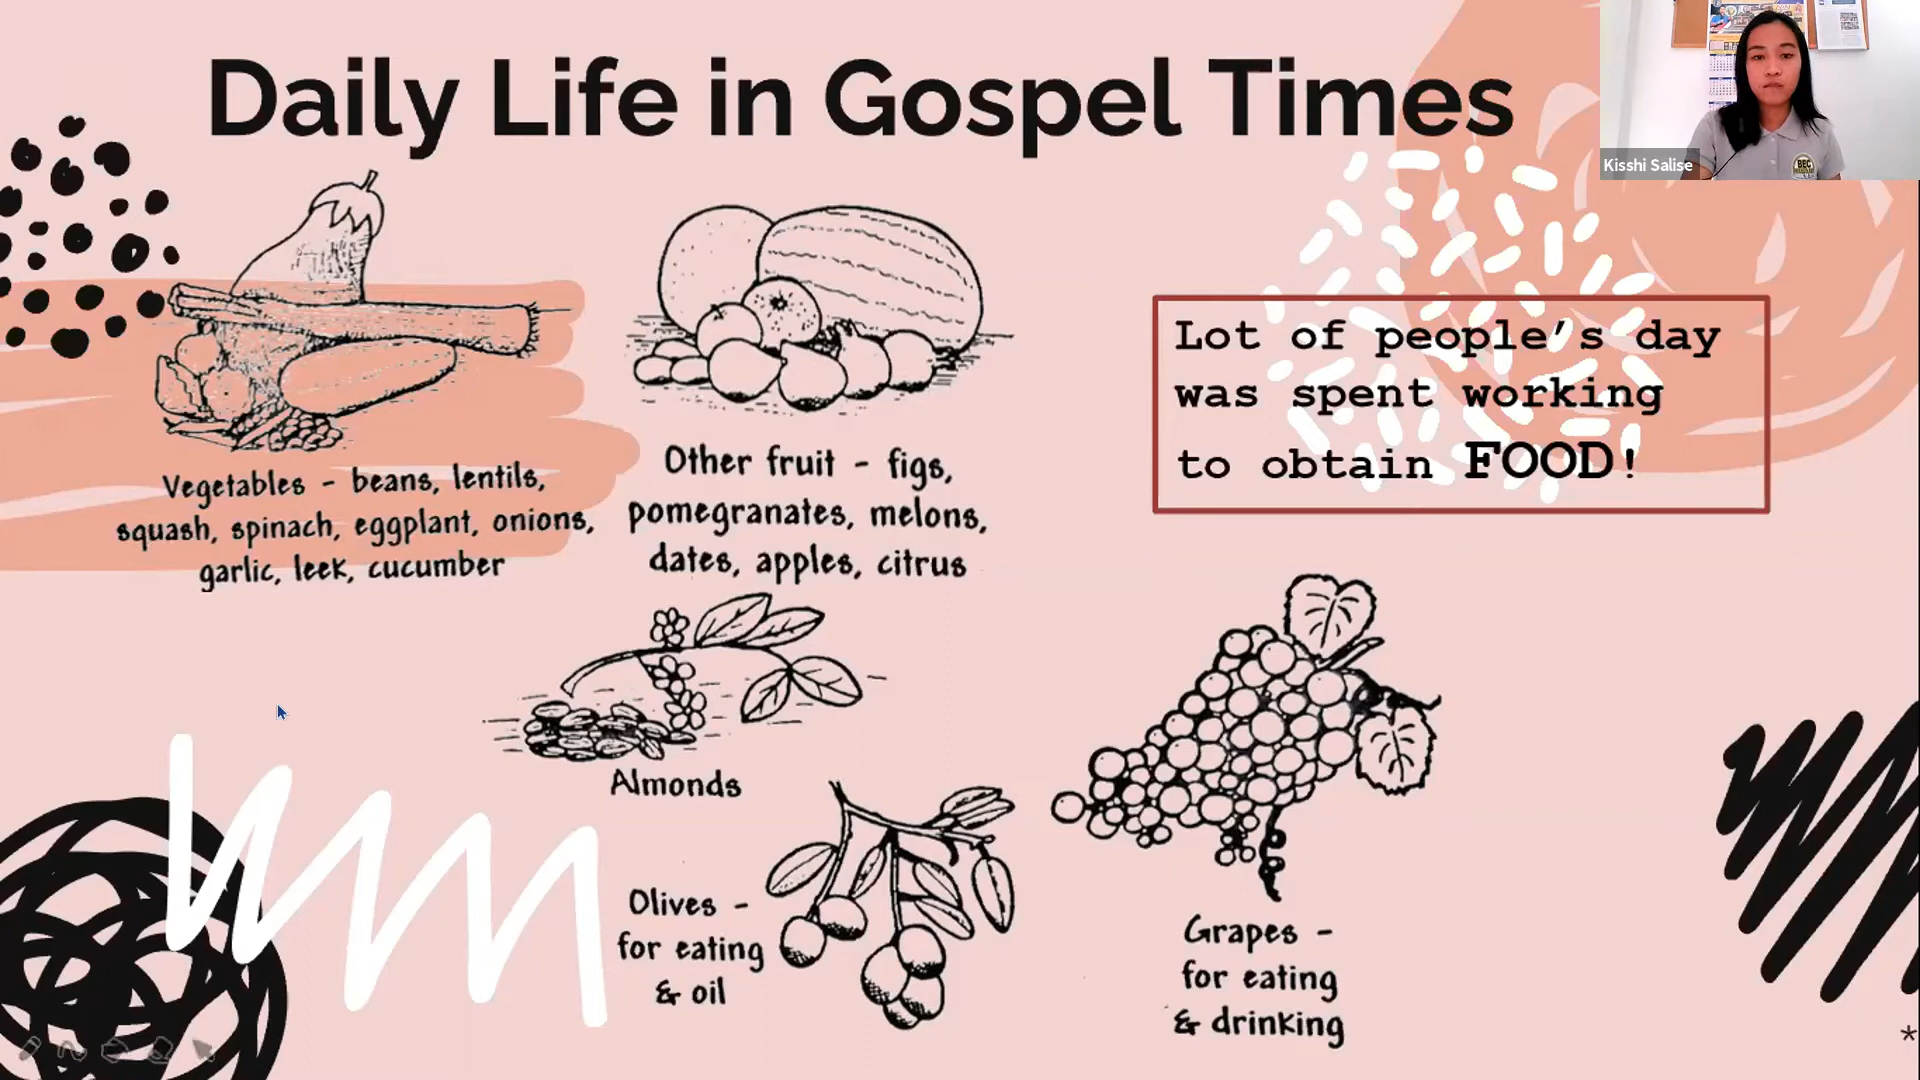 Daily Life in Gospel Times
Kisshi Salise
BEC
Vegetables - beans, lentils,
squash, spinach, eggplant, onions,
garlic, leek, cucumber
Other fruit - figs,
pomegranates, melons,
dates, apples, citrus
Lot of people's day
was spent working
to obtain FOOD!
Almonds
Olives -
for eating
& oil
Grapes -
for eating
& drinking
*